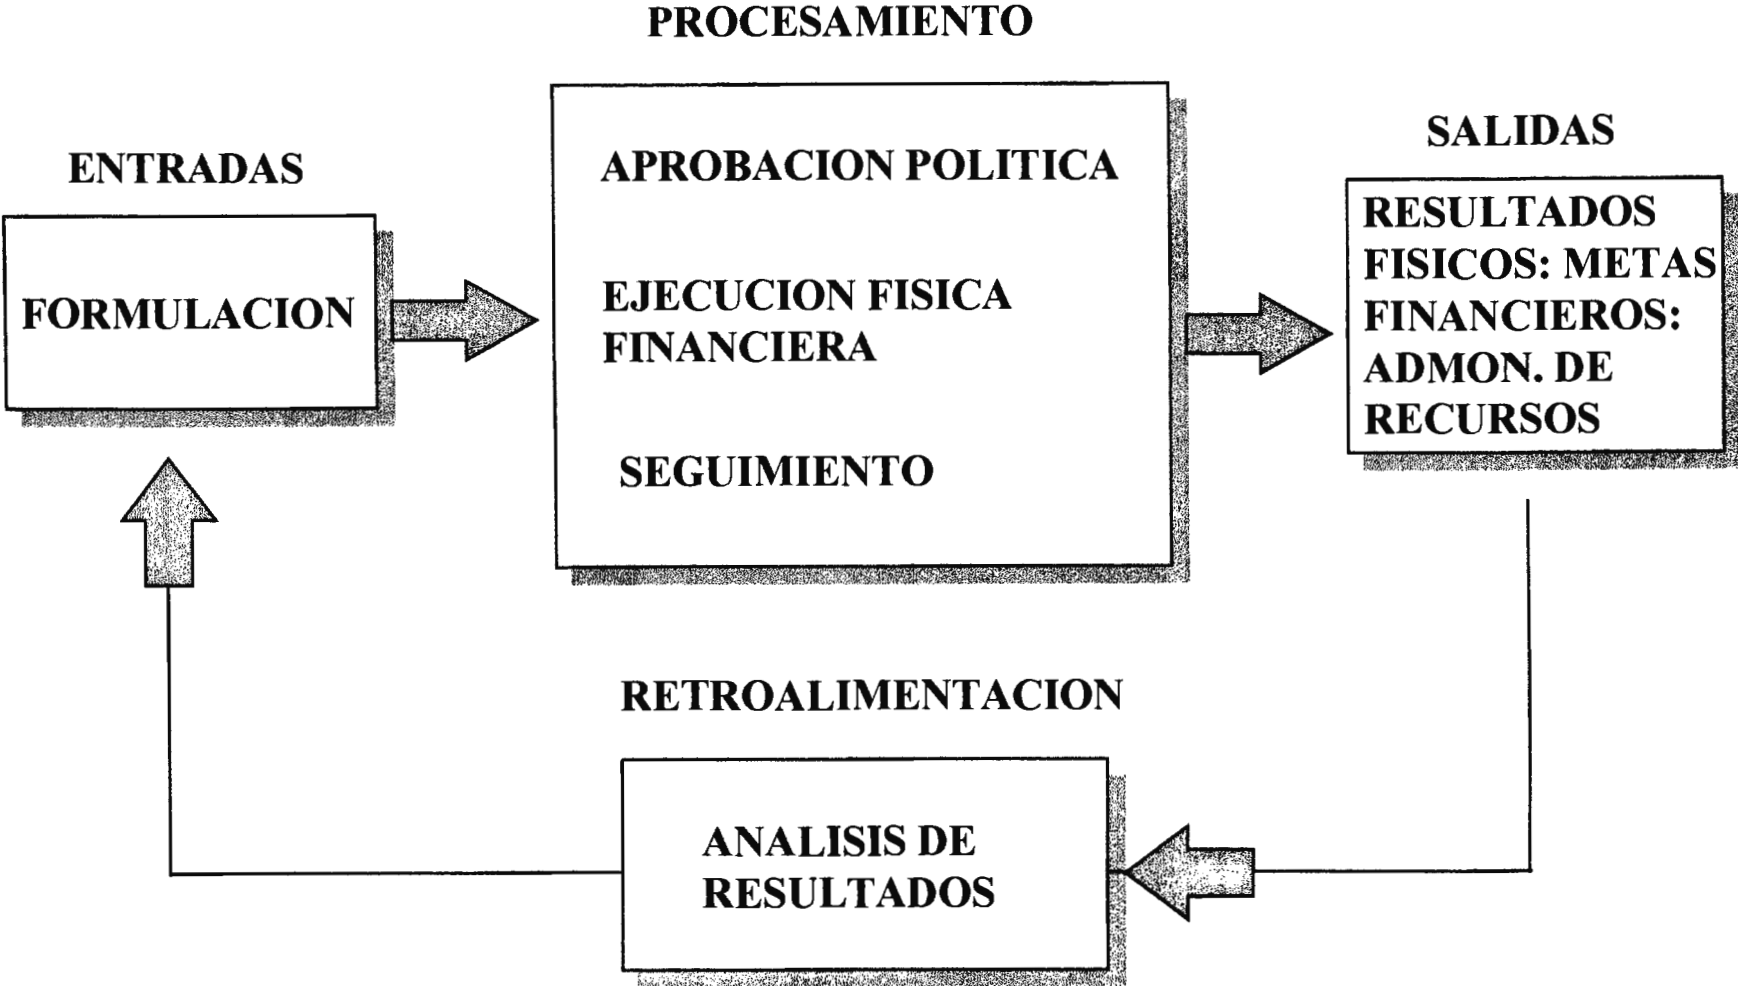 PROCESAMIENTO
ENTRADAS
FORMULACION
APROBACION POLITICA
EJECUCION FISICA
FINANCIERA
SEGUIMIENTO
SALIDAS
RESULTADOS
FISICOS: METAS
FINANCIEROS:
ADMON. DE
RECURSOS
RETROALIMENTACION
ANALISIS DE
RESULTADOS